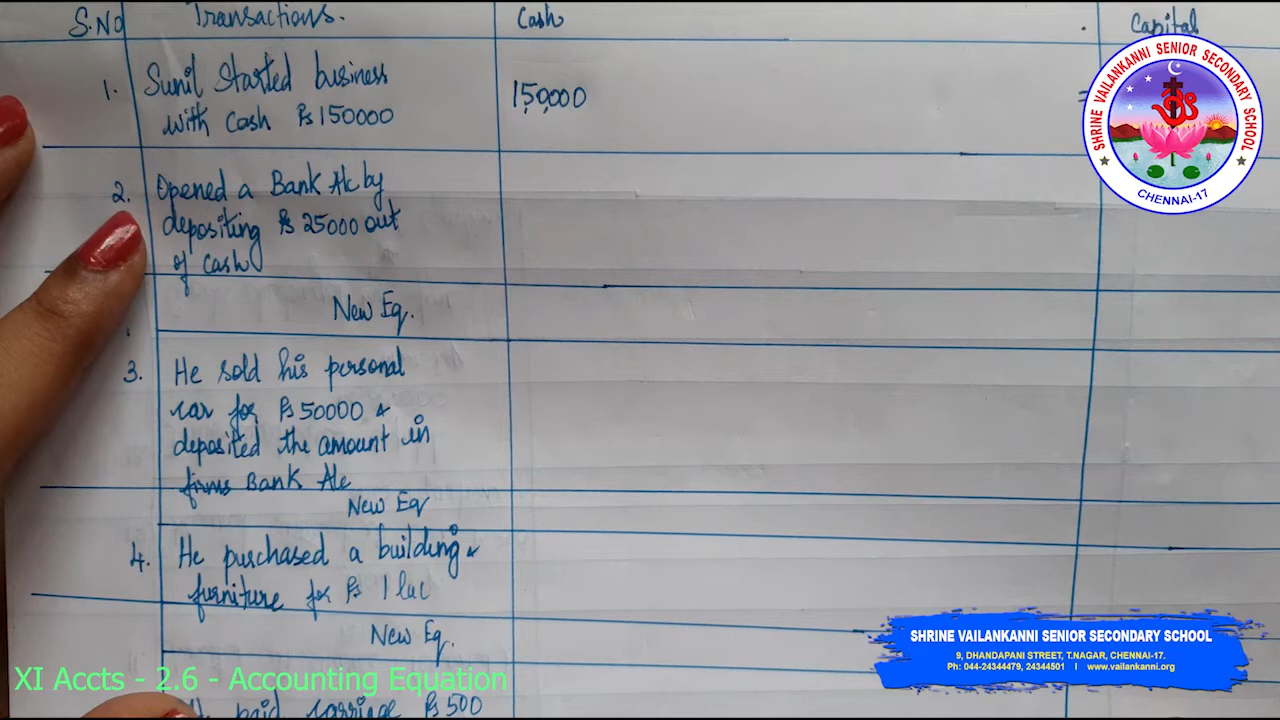 S.No Transactions. Cash Capital
1. Sunil Started business 1,50,000 =
with Cash ₨ 150000
2. Opened a Bank A/c by
depositing ₨ 25000 out
of cash
New Eq.
3. He sold his personal
car for ₨ 50000 &
deposited the amount in
firms Bank A/c
New Eq
4. He purchased a building &
furniture for ₨ 1 lac
New Eq.
paid carriage ₨ 500
SHRINE VAILANKANNI SENIOR SECONDARY SCHOOL
CHENNAI-17
SHRINE VAILANKANNI SENIOR SECONDARY SCHOOL
9, DHANDAPANI STREET, T.NAGAR, CHENNAI-17.
Ph: 044-24344479, 24344501 I www.vailankanni.org
XI Accts - 2.6 - Accounting Equation